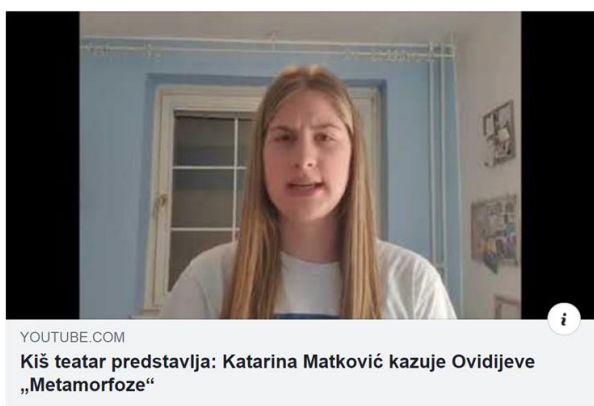 YOUTUBE.COM
Kiš teatar predstavlja: Katarina Matković kazuje Ovidijeve
„Metamorfoze“